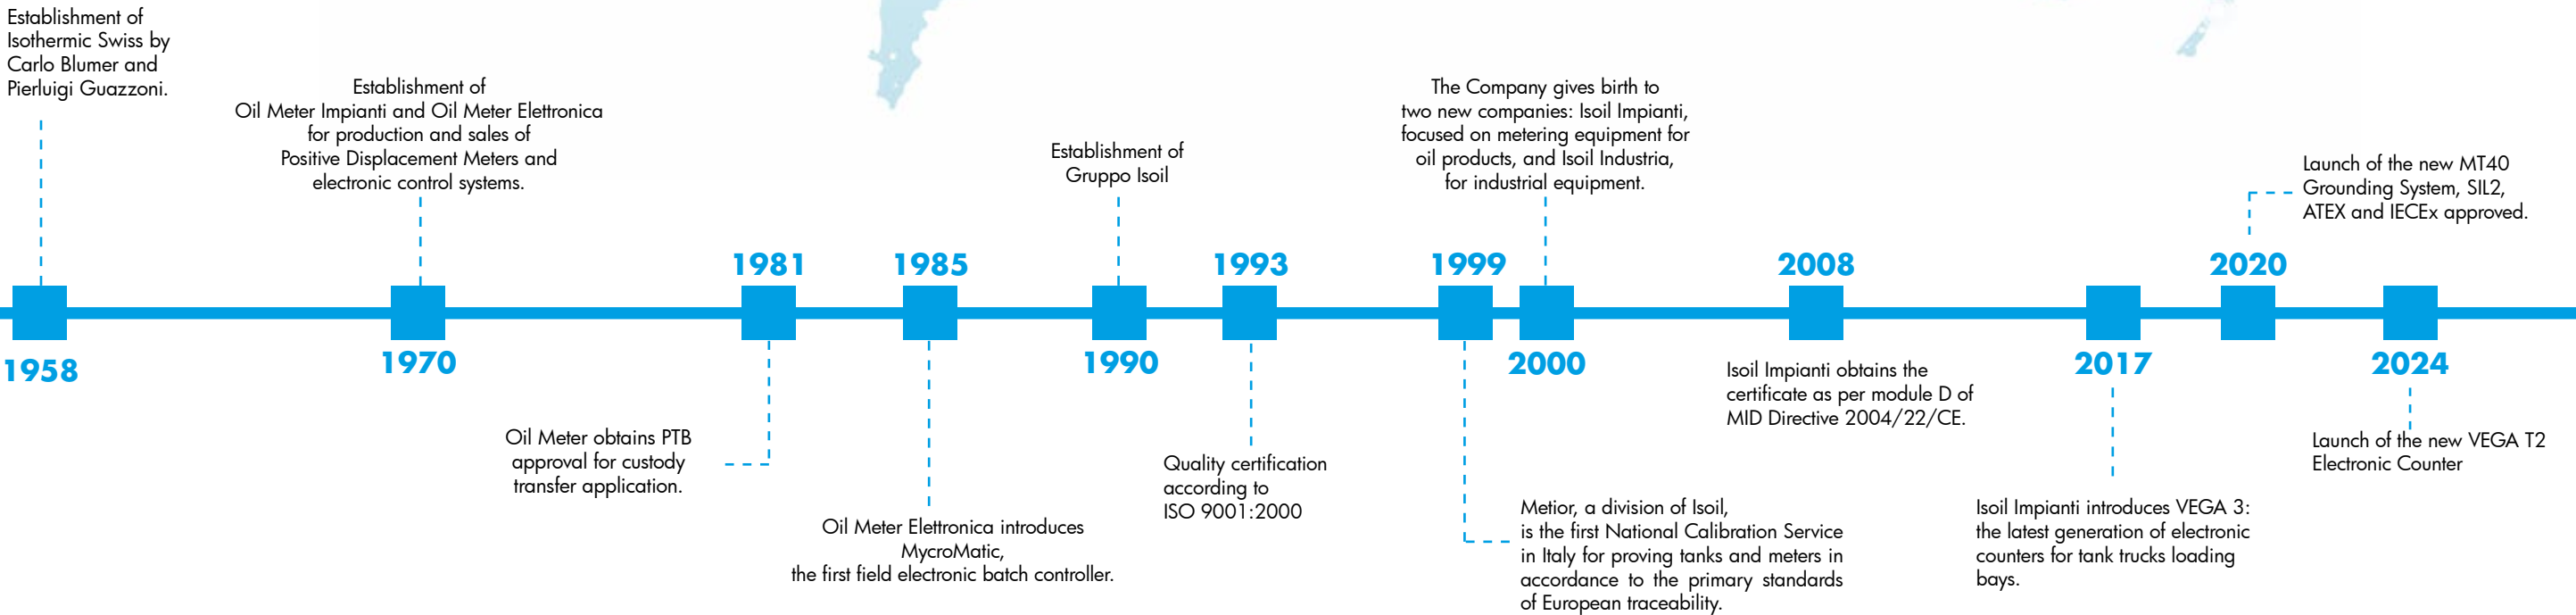 Establishment of
Isothermic Swiss by
Carlo Blumer and
Pierluigi Guazzoni.
1958
Establishment of
Oil Meter Impianti and Oil Meter Elettronica
for production and sales of
Positive Displacement Meters and
electronic control systems.
1970
1981
Oil Meter obtains PTB
approval for custody
transfer application.
1985
Oil Meter Elettronica introduces
MycroMatic,
the first field electronic batch controller.
Establishment of
Gruppo Isoil
1990
1993
Quality certification
according to
ISO 9001:2000
1999
Metior, a division of Isoil,
is the first National Calibration Service
in Italy for proving tanks and meters in
accordance to the primary standards
of European traceability.
The Company gives birth to
two new companies: Isoil Impianti,
focused on metering equipment for
oil products, and Isoil Industria,
for industrial equipment.
2000
2008
Isoil Impianti obtains the
certificate as per module D of
MID Directive 2004/22/CE.
2017
Isoil Impianti introduces VEGA 3:
the latest generation of electronic
counters for tank trucks loading
bays.
Launch of the new MT40
Grounding System, SIL2,
ATEX and IECEx approved.
2020
2024
Launch of the new VEGA T2
Electronic Counter